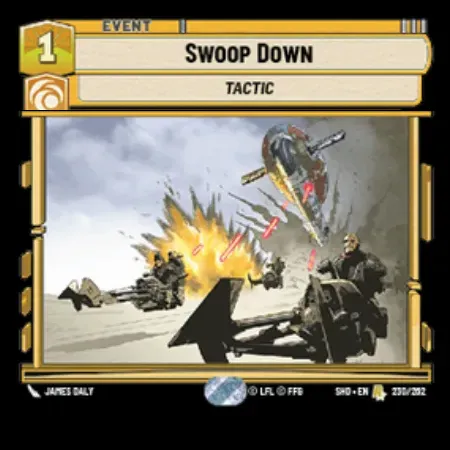 EVENT
1
SWOOP DOWN
TACTIC
JAMES DALY
© LFL © FFG
SHD • EN
230/262